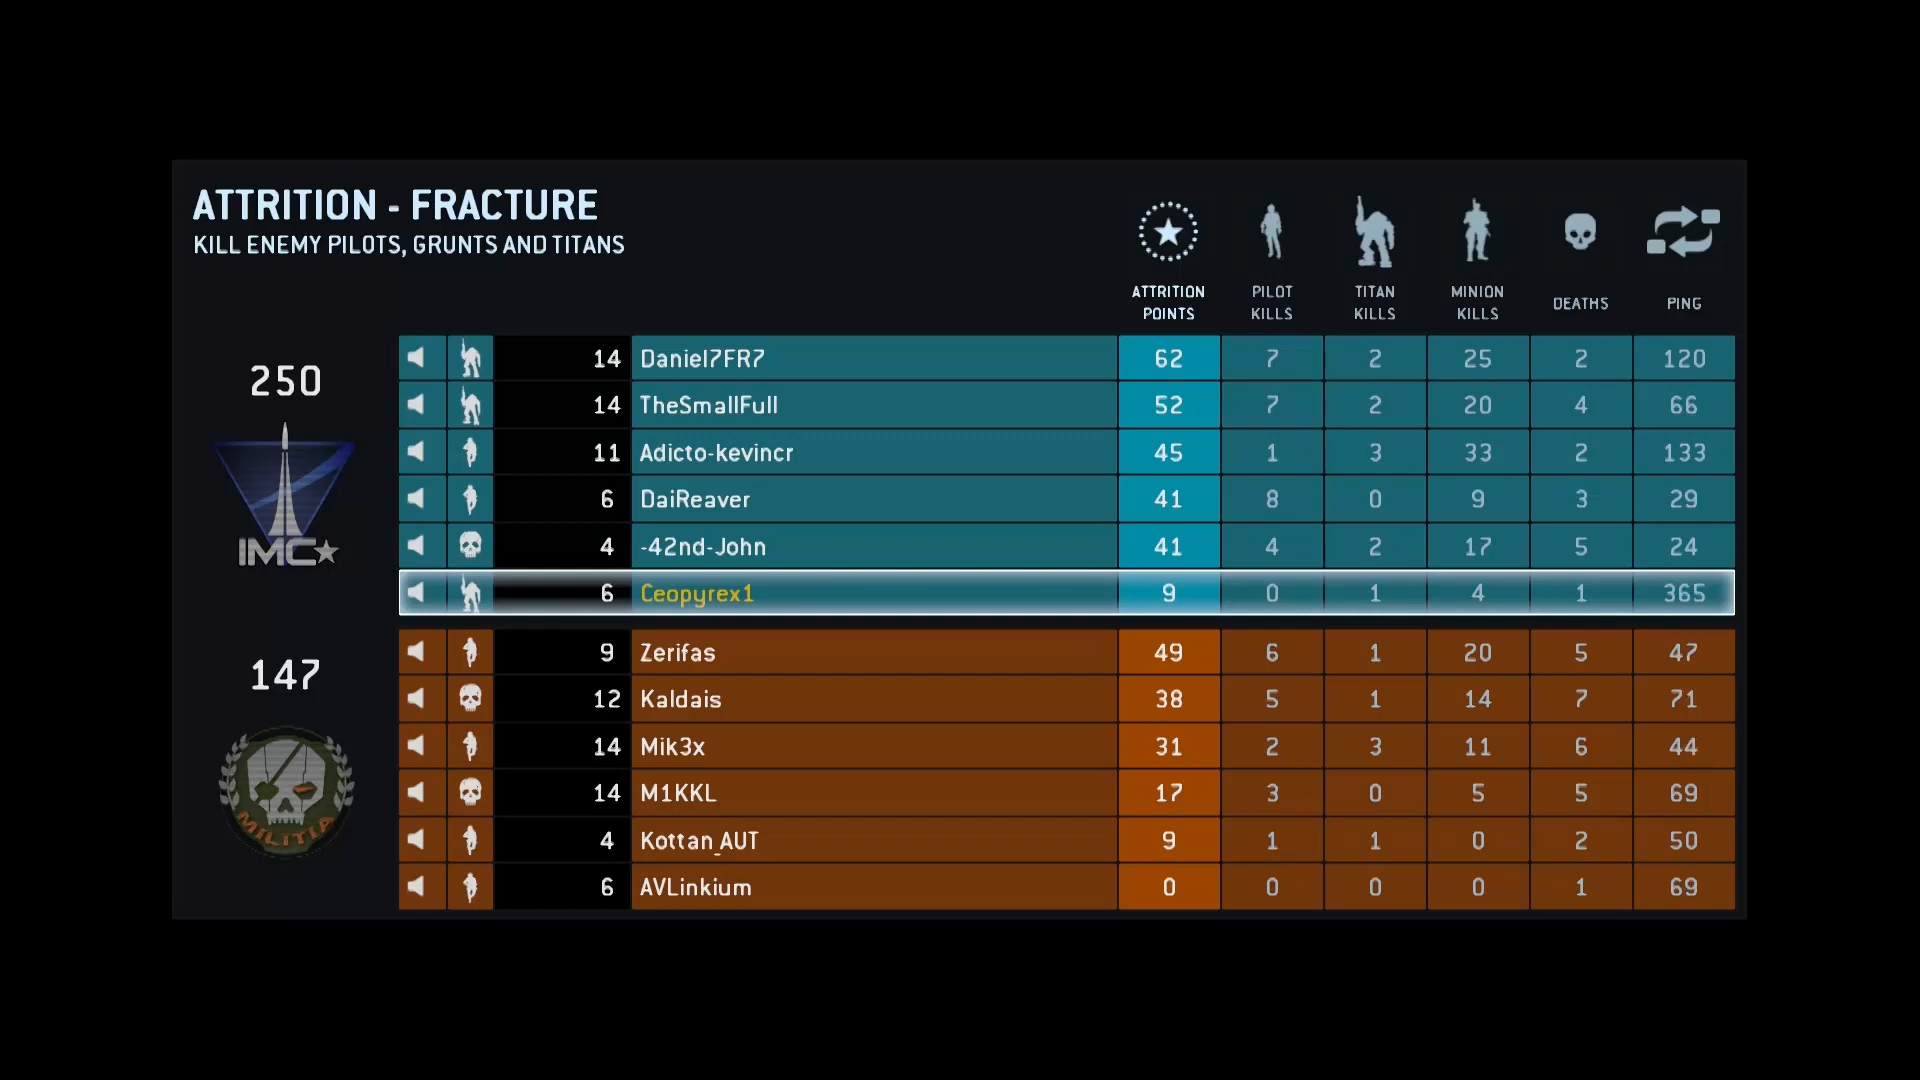 ATTRITION - FRACTURE
KILL ENEMY PILOTS, GRUNTS AND TITANS
ATTRITION POINTS PILOT KILLS TITAN KILLS MINION KILLS DEATHS PING
250
IMC
14 Daniel7FR7 62 7 2 25 2 120
14 TheSmallFull 52 7 2 20 4 66
11 Adicto-kevincr 45 1 3 33 2 133
6 DaiReaver 41 8 0 9 3 29
4 -42nd-John 41 4 2 17 5 24
6 Ceopyrex1 9 0 1 4 1 365
147
MILITIA
9 Zerifas 49 6 1 20 5 47
12 Kaldais 38 5 1 14 7 71
14 Mik3x 31 2 3 11 6 44
14 M1KKL 17 3 0 5 5 69
4 Kottan_AUT 9 1 1 0 2 50
6 AVLinkium 0 0 0 0 1 69